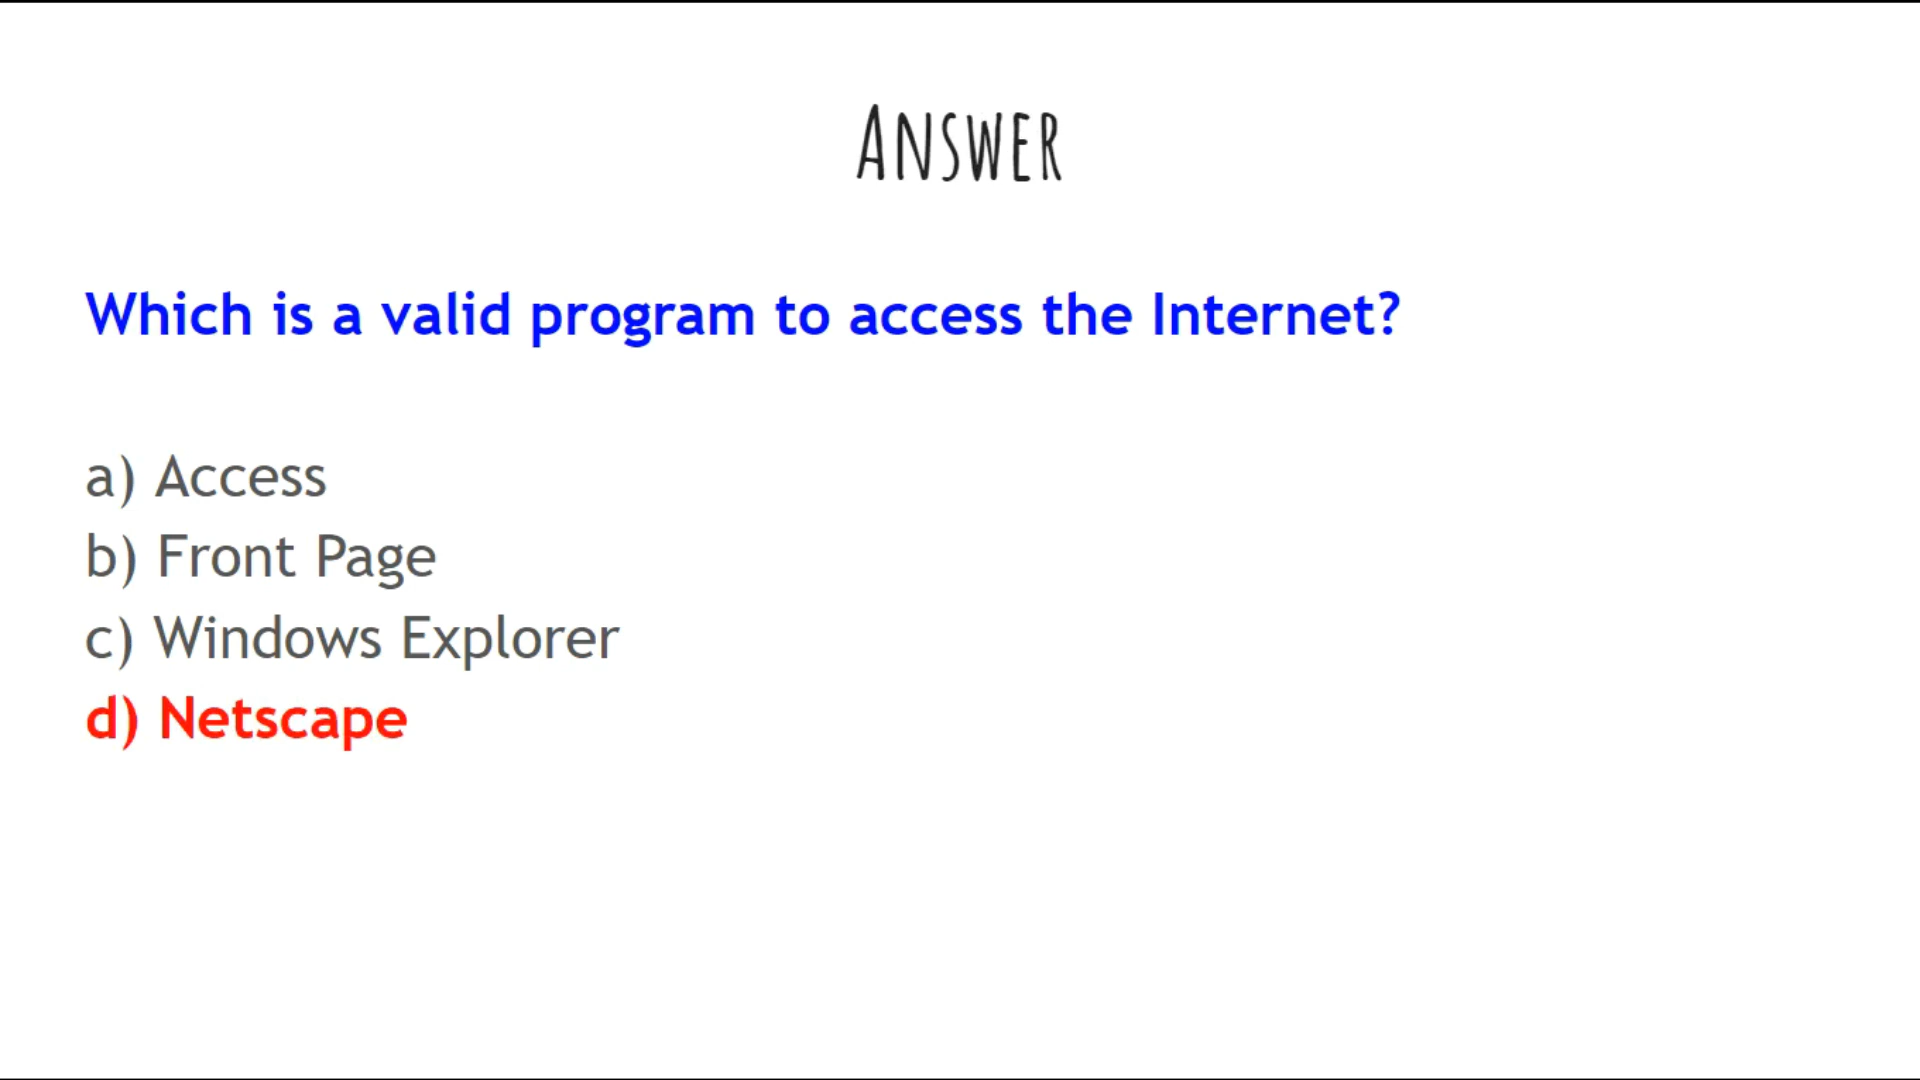 Answer
Which is a valid program to access the Internet?
a) Access
b) Front Page
c) Windows Explorer
d) Netscape